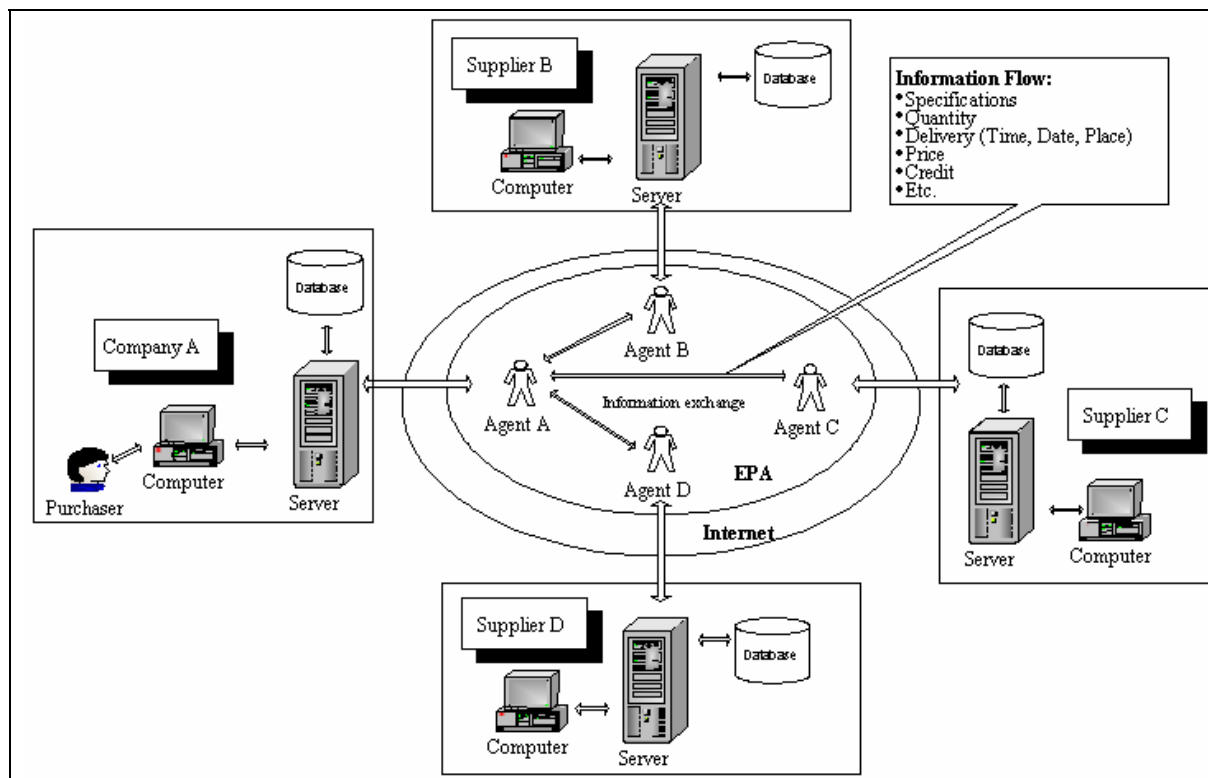 Supplier B
Database
Computer
Server
Information Flow:
•Specifications
•Quantity
•Delivery (Time, Date, Place)
•Price
•Credit
•Etc.
Database
Company A
Computer
Purchaser
Server
Agent B
Agent A
Information exchange
Agent C
Agent D
EPA
Internet
Database
Supplier C
Server
Computer
Supplier D
Database
Computer
Server